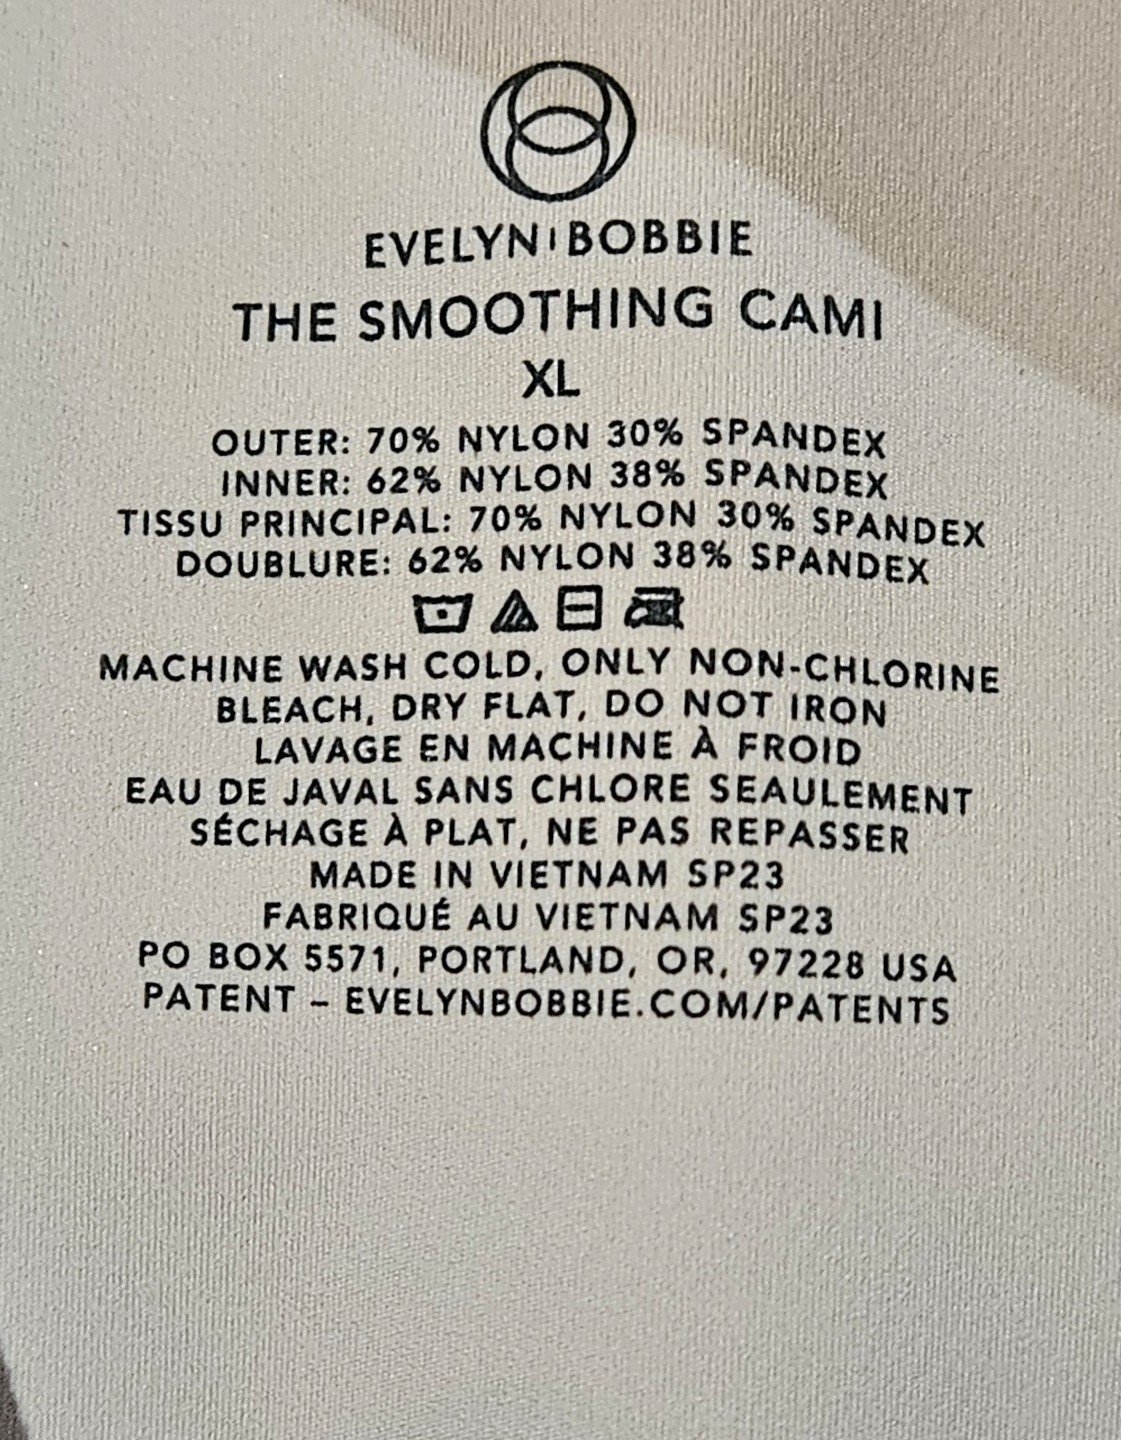 EVELYN|BOBBIE
THE SMOOTHING CAMI
XL
OUTER: 70% NYLON 30% SPANDEX
INNER: 62% NYLON 38% SPANDEX
TISSU PRINCIPAL: 70% NYLON 30% SPANDEX
DOUBLURE: 62% NYLON 38% SPANDEX
MACHINE WASH COLD, ONLY NON-CHLORINE
BLEACH, DRY FLAT, DO NOT IRON
LAVAGE EN MACHINE À FROID
EAU DE JAVAL SANS CHLORE SEAULEMENT
SÉCHAGE À PLAT, NE PAS REPASSER
MADE IN VIETNAM SP23
FABRIQUÉ AU VIETNAM SP23
PO BOX 5571, PORTLAND, OR, 97228 USA
PATENT – EVELYNBOBBIE.COM/PATENTS